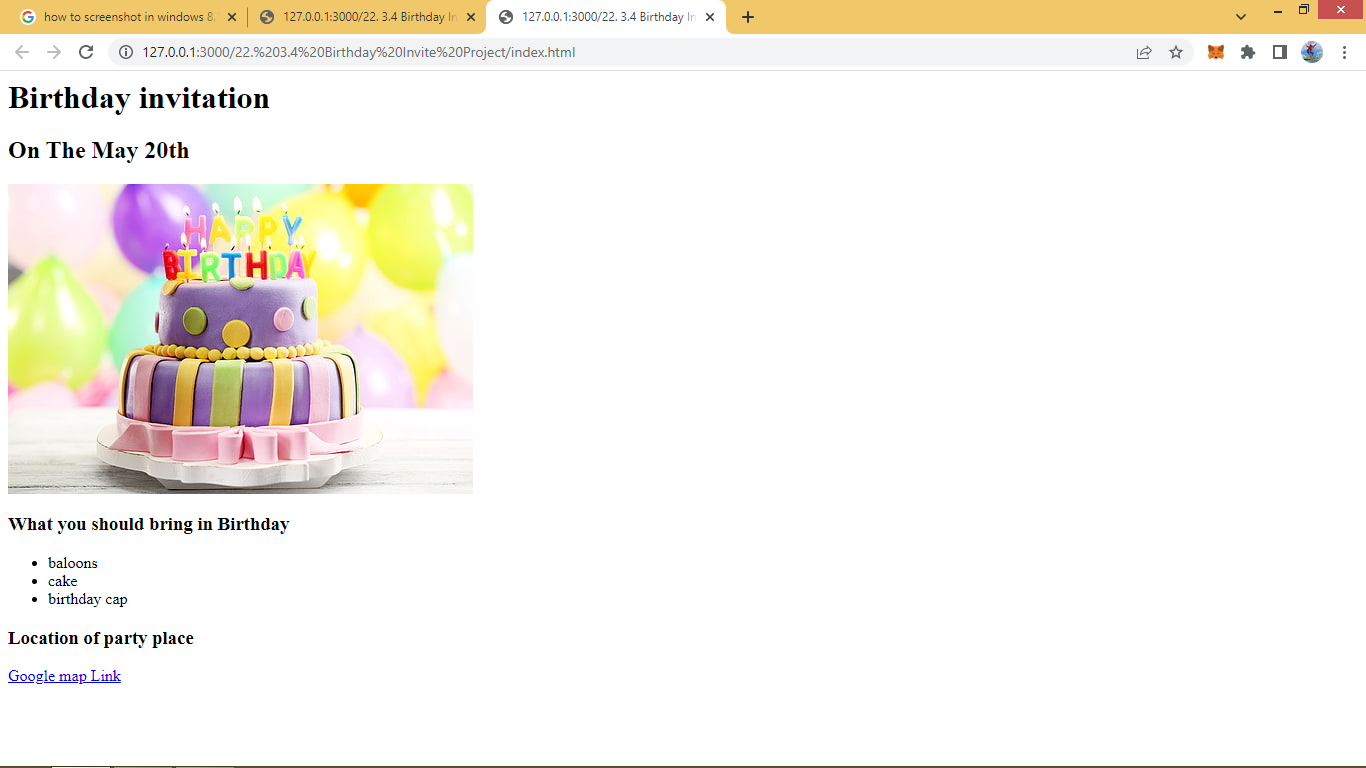 how to screenshot in windows 8.
127.0.0.1:3000/22. 3.4 Birthday In
127.0.0.1:3000/22. 3.4 Birthday In
127.0.0.1:3000/22.%203.4%20Birthday%20Invite%20Project/index.html
Birthday invitation
On The May 20th
HAPPY
BIRTHDAY
What you should bring in Birthday
baloons
cake
birthday cap
Location of party place
Google map Link